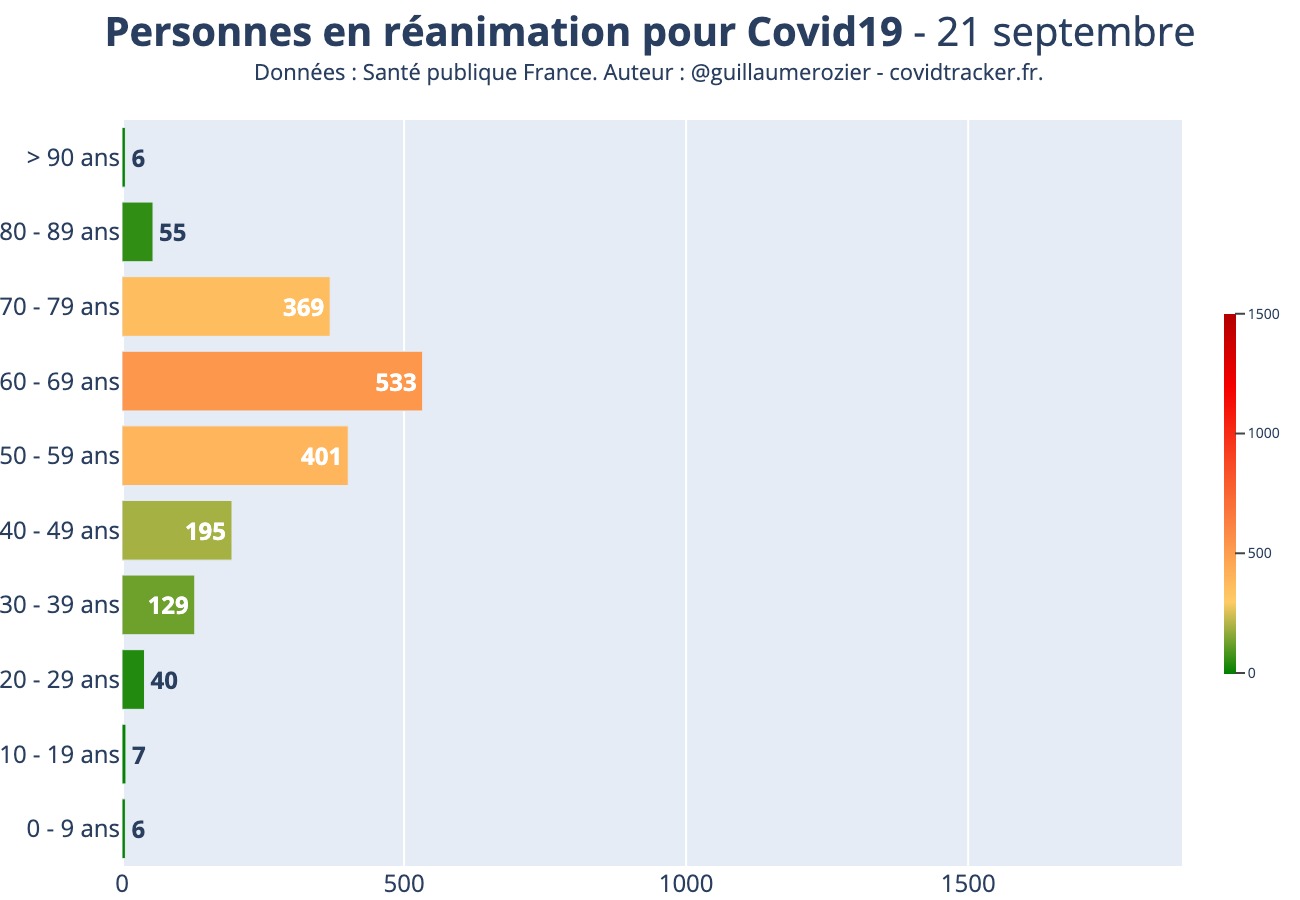 Personnes en réanimation pour Covid19 - 21 septembre
Données : Santé publique France. Auteur : @guillaumerozier - covidtracker.fr.
> 90 ans 6
80 - 89 ans 55
70 - 79 ans 369
60 - 69 ans 533
50 - 59 ans 401
40 - 49 ans 195
30 - 39 ans 129
20 - 29 ans 40
10 - 19 ans 7
0 - 9 ans 6
0 500 1000 1500
1500
1000
500
0